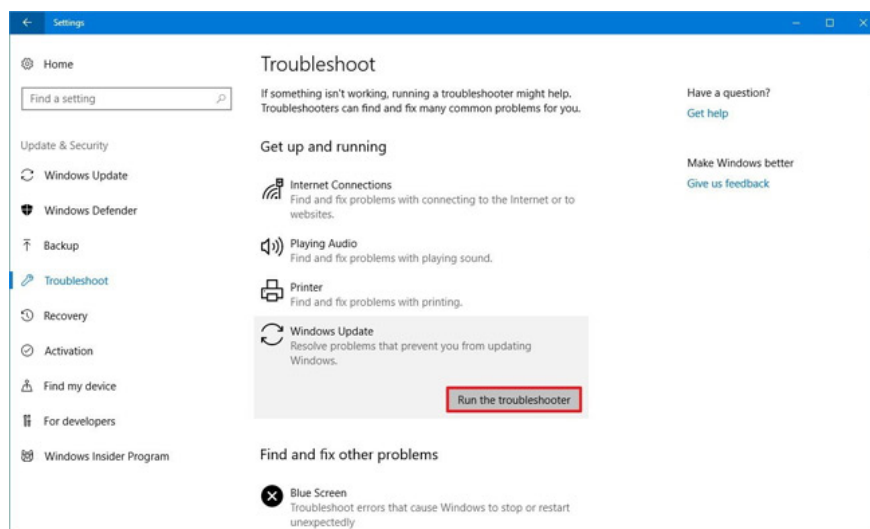 Settings
Home
Find a setting
Update & Security
Windows Update
Windows Defender
Backup
Troubleshoot
Recovery
Activation
Find my device
For developers
Windows Insider Program
Troubleshoot
If something isn't working, running a troubleshooter might help.
Troubleshooters can find and fix many common problems for you.
Get up and running
Internet Connections
Find and fix problems with connecting to the Internet or to
websites.
Playing Audio
Find and fix problems with playing sound.
Printer
Find and fix problems with printing.
Windows Update
Resolve problems that prevent you from updating
Windows.
Run the troubleshooter
Find and fix other problems
Blue Screen
Troubleshoot errors that cause Windows to stop or restart
unexpectedly
Have a question?
Get help
Make Windows better
Give us feedback